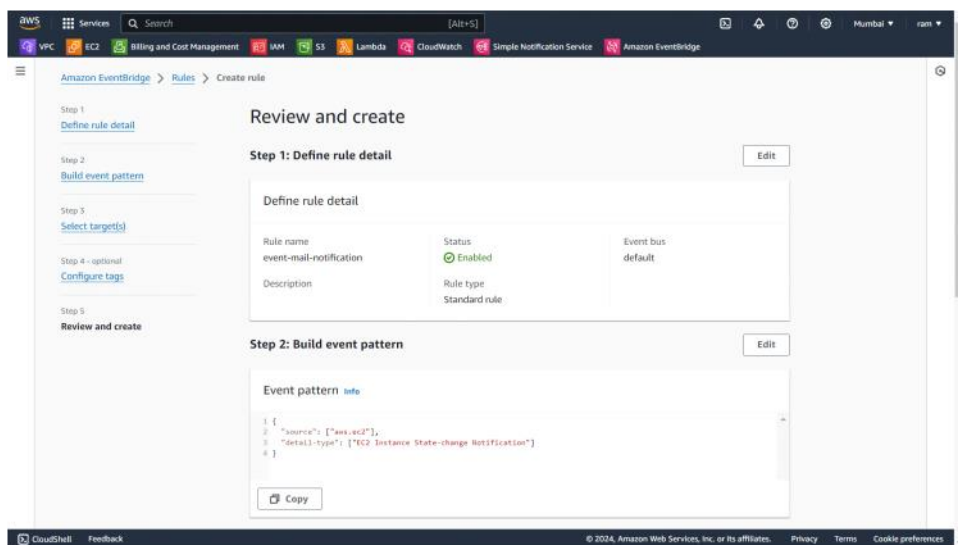 aws Services Search [Alt+S] Mumbai ram
VPC EC2 Billing and Cost Management IAM S3 Lambda CloudWatch Simple Notification Service Amazon EventBridge
Amazon EventBridge > Rules > Create rule
Step 1
Define rule detail
Step 2
Build event pattern
Step 3
Select target(s)
Step 4 - optional
Configure tags
Step 5
Review and create
Review and create
Step 1: Define rule detail
Edit
Define rule detail
Rule name
event-mail-notification
Status
Enabled
Event bus
default
Description
Rule type
Standard rule
Step 2: Build event pattern
Edit
Event pattern Info
1 {
2 "source": ["aws.ec2"],
3 "detail-type": ["EC2 Instance State-change Notification"]
4 }
Copy
CloudShell Feedback © 2024, Amazon Web Services, Inc. or its affiliates. Privacy Terms Cookie preferences